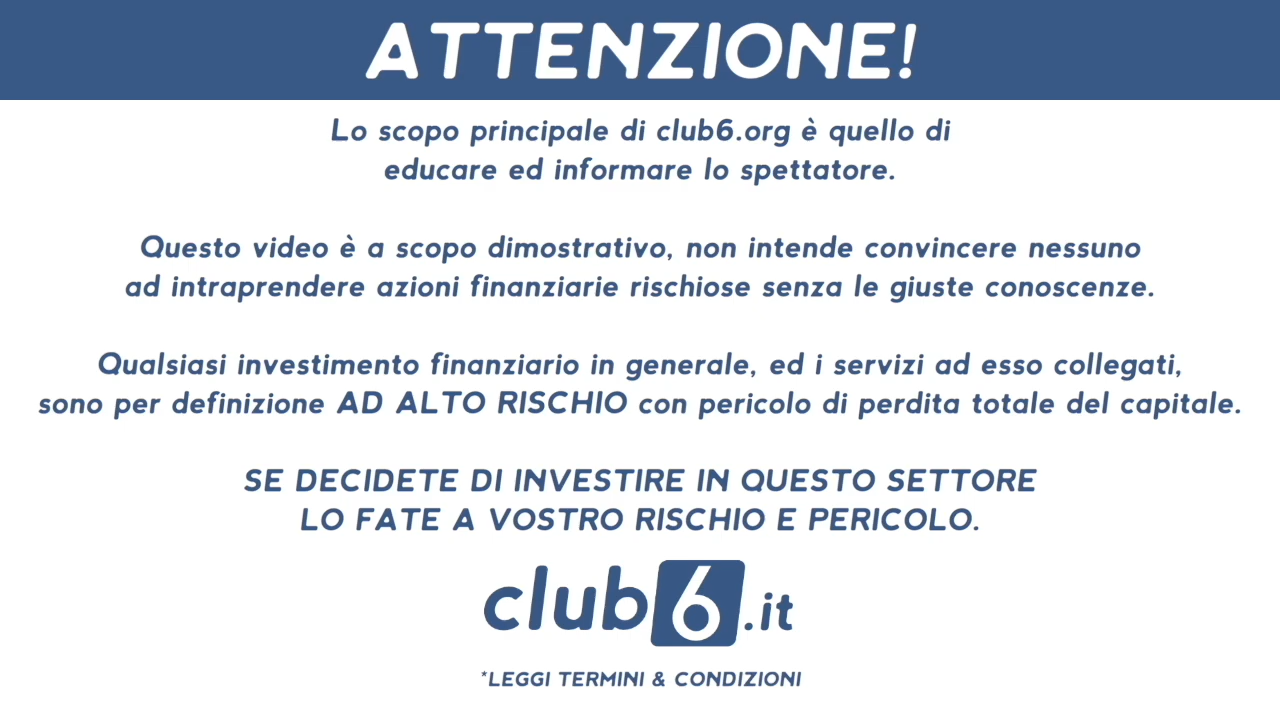 ATTENZIONE!
Lo scopo principale di club6.org è quello di
educare ed informare lo spettatore.
Questo video è a scopo dimostrativo, non intende convincere nessuno
ad intraprendere azioni finanziarie rischiose senza le giuste conoscenze.
Qualsiasi investimento finanziario in generale, ed i servizi ad esso collegati,
sono per definizione AD ALTO RISCHIO con pericolo di perdita totale del capitale.
SE DECIDETE DI INVESTIRE IN QUESTO SETTORE
LO FATE A VOSTRO RISCHIO E PERICOLO.
club6.it
*LEGGI TERMINI & CONDIZIONI